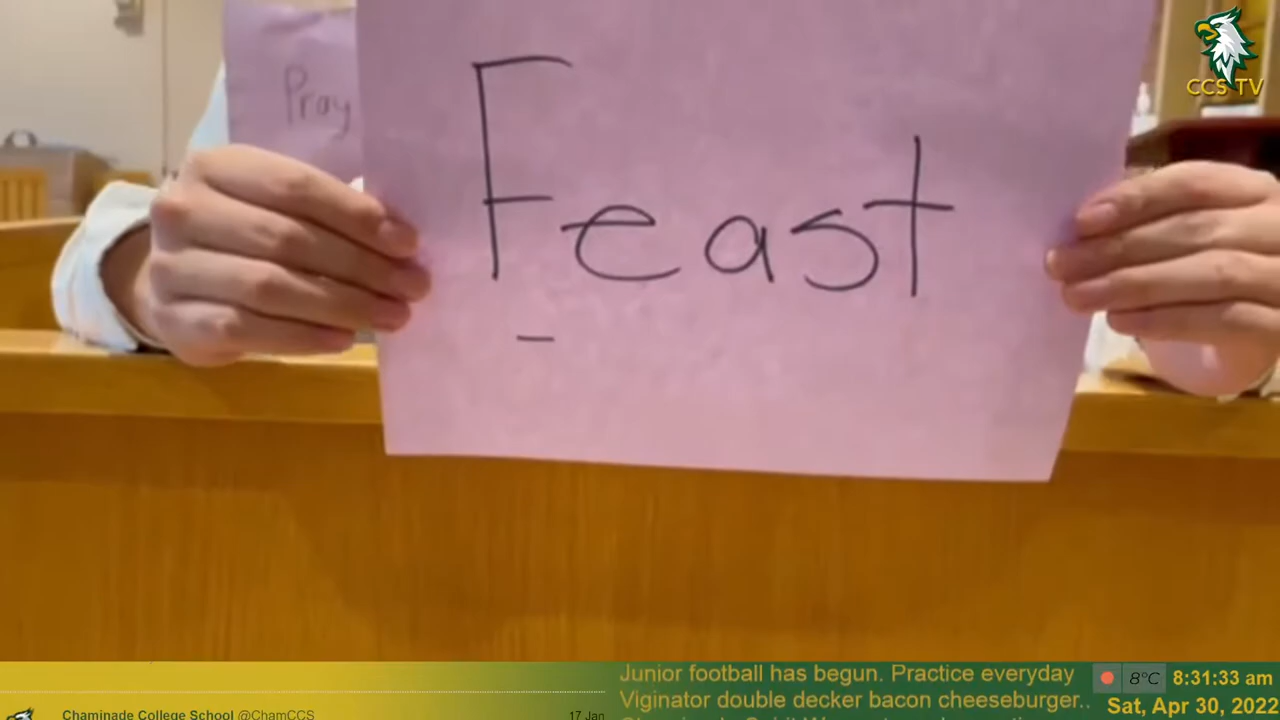 CCS TV
Pray
Feast
Junior football has begun. Practice everyday
Viginator double decker bacon cheeseburger..
8°C
8:31:33 am
Sat, Apr 30, 2022
Chaminade College School @ChamCCS
17 Jan